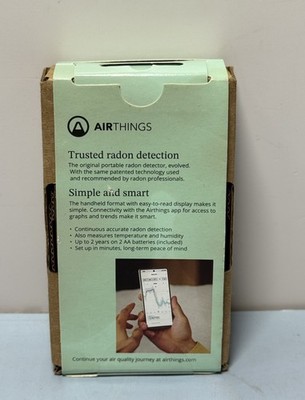 AIRTHINGS
Trusted radon detection
The original portable radon detector, evolved.
With the same patented technology used
and recommended by radon professionals.
Simple and smart
The handheld format with easy-to-read display makes it
simple. Connectivity with the Airthings app for access to
graphs and trends make it smart.
• Continuous accurate radon detection
• Also measures temperature and humidity
• Up to 2 years on 2 AA batteries (included)
• Set up in minutes, long-term peace of mind
Continue your air quality journey at airthings.com